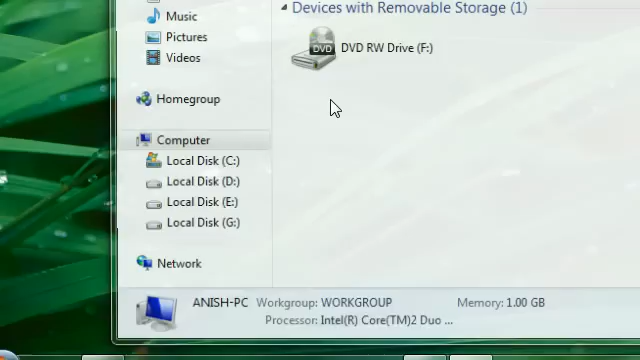 Devices with Removable Storage (1)
Music
Pictures
DVD RW Drive (F:)
DVD
Videos
Homegroup
Computer
Local Disk (C:)
Local Disk (D:)
Local Disk (E:)
Local Disk (G:)
Network
ANISH-PC Workgroup: WORKGROUP Memory: 1.00 GB
Processor: Intel(R) Core(TM)2 Duo ...